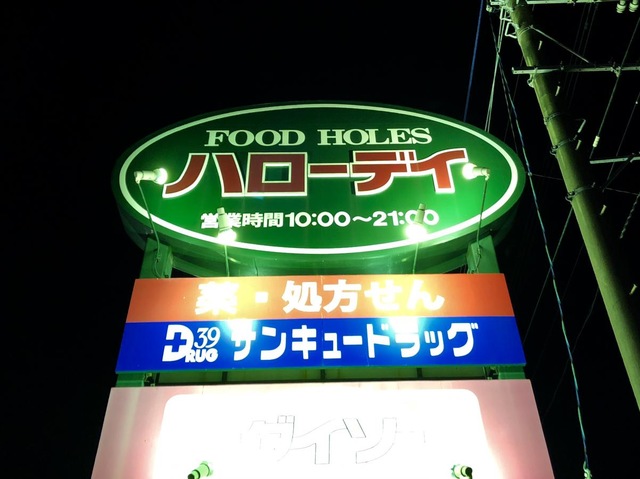 FOOD HOLES
ハローデイ
営業時間10:00～21:00
薬・処方せん
DRUG 39 サンキュードラッグ
ダイソー